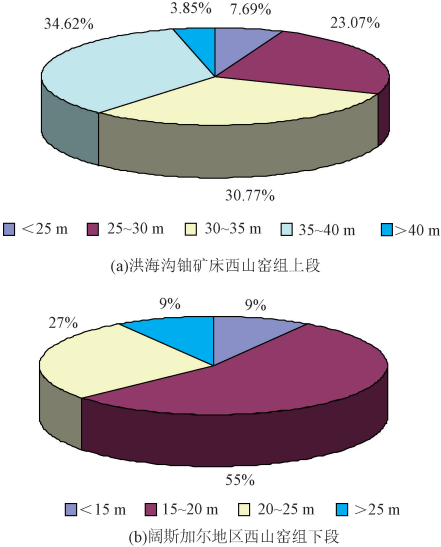 3.85% 7.69%
34.62% 23.07%
30.77%
<25 m 25~30 m 30~35 m 35~40 m >40 m
(a)洪海沟铀矿床西山窑组上段
9% 9%
27%
55%
<15 m 15~20 m 20~25 m >25 m
(b)阔斯加尔地区西山窑组下段